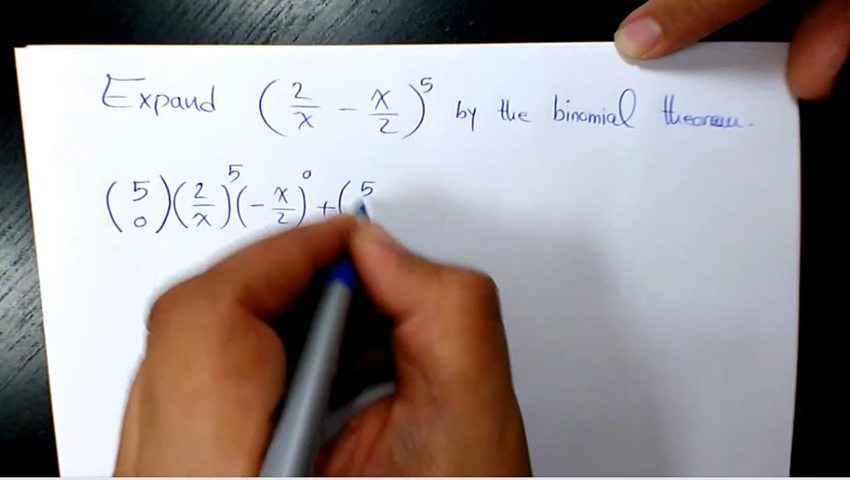 Expand (2/x - x/2)^5 by the binomial theorem.
(5 0)(2/x)^5(-x/2)^0 + (5